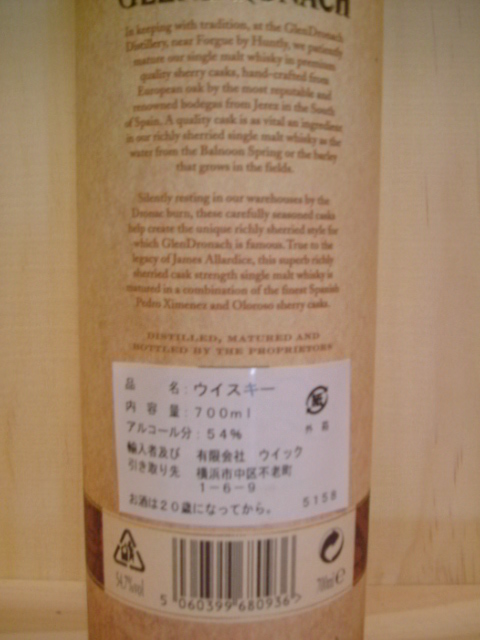 GLENDRONACH
In keeping with tradition, at the GlenDronach
Distillery, near Forgue by Huntly, we patiently
mature our single malt whisky in premium
quality sherry casks, hand-crafted from
European oak by the most reputable and
renowned bodegas from Jerez in the South
of Spain. A quality cask is as vital an ingredient
in our richly sherried single malt whisky as the
water from the Balnoon Spring or the barley
that grows in the fields.
Silently resting in our warehouses by the
Dronac burn, these carefully seasoned casks
help create the unique richly sherried style for
which GlenDronach is famous. True to the
legacy of James Allardice, this superb richly
sherried cask strength single malt whisky is
matured in a combination of the finest Spanish
Pedro Ximenez and Oloroso sherry casks.
DISTILLED, MATURED AND
BOTTLED BY THE PROPRIETORS
品 名：ウイスキー
内 容 量：700ml
アルコール分：54%
輸入者及び 有限会社 ウイック
引き取り先 横浜市中区不老町
1-6-9
紙
外箱
お酒は20歳になってから。 5158
54.7%vol
700ml e
5 060399 680936 >